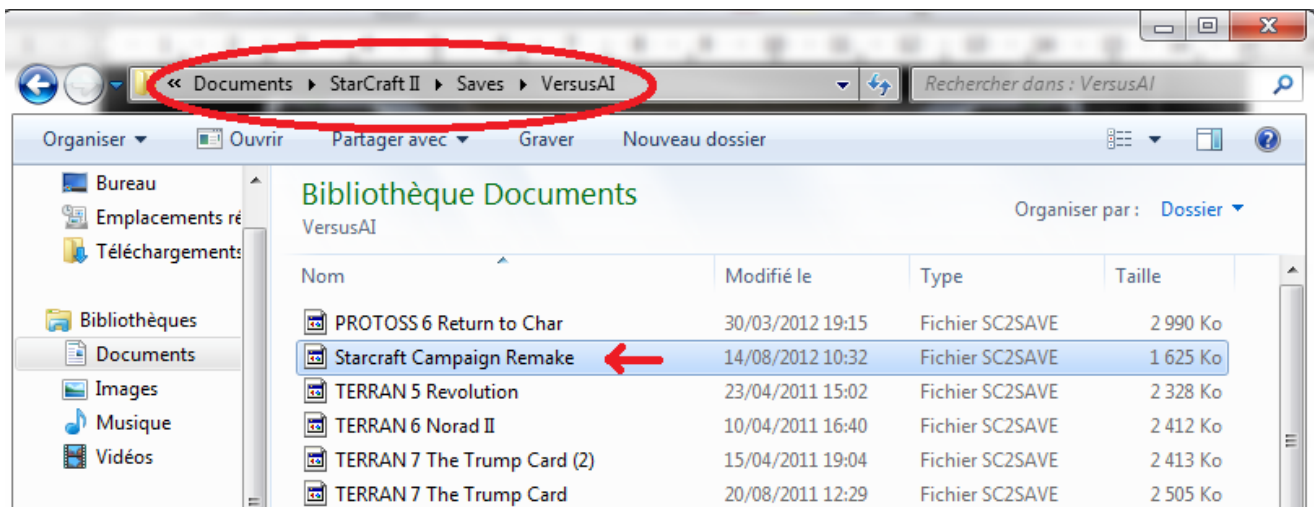 « Documents ▸ StarCraft II ▸ Saves ▸ VersusAI
Rechercher dans : VersusAI
Organiser Ouvrir Partager avec Graver Nouveau dossier
Bureau
Emplacements ré
Téléchargements
Bibliothèques
Documents
Images
Musique
Vidéos
Bibliothèque Documents
VersusAI
Organiser par : Dossier
Nom Modifié le Type Taille
PROTOSS 6 Return to Char 30/03/2012 19:15 Fichier SC2SAVE 2 990 Ko
Starcraft Campaign Remake 14/08/2012 10:32 Fichier SC2SAVE 1 625 Ko
TERRAN 5 Revolution 23/04/2011 15:02 Fichier SC2SAVE 2 328 Ko
TERRAN 6 Norad II 10/04/2011 16:40 Fichier SC2SAVE 2 412 Ko
TERRAN 7 The Trump Card (2) 15/04/2011 19:04 Fichier SC2SAVE 2 413 Ko
TERRAN 7 The Trump Card 20/08/2011 12:29 Fichier SC2SAVE 2 505 Ko